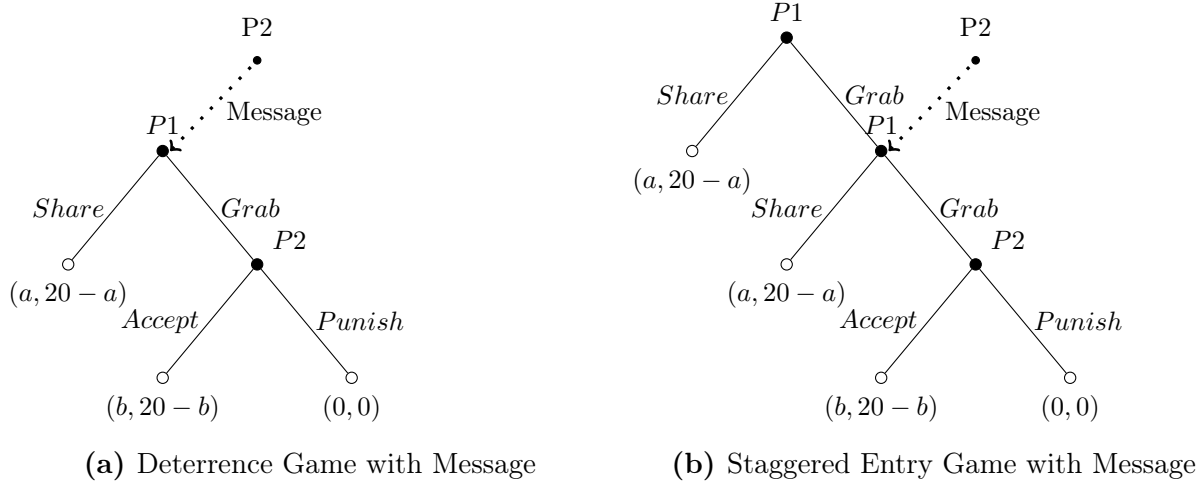 P2
Message
P1
Share
Grab
(a, 20 − a)
P2
Accept
Punish
(b, 20 − b)
(0, 0)
(a) Deterrence Game with Message
P1
P2
Share
Grab
Message
P1
(a, 20 − a)
Share
Grab
(a, 20 − a)
P2
Accept
Punish
(b, 20 − b)
(0, 0)
(b) Staggered Entry Game with Message